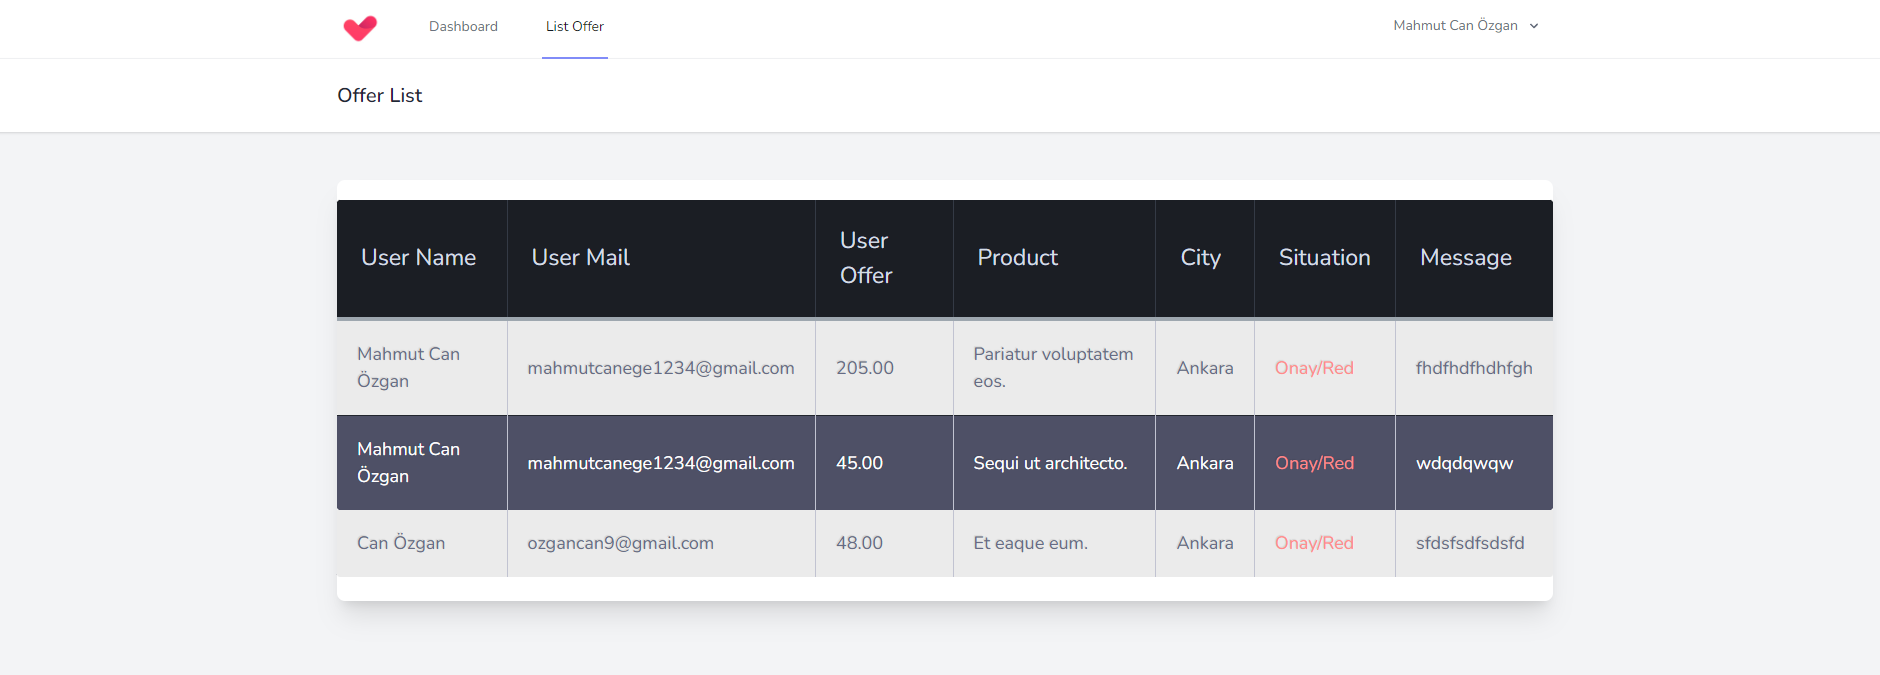 Dashboard List Offer Mahmut Can Özgan
Offer List
User Name User Mail User Offer Product City Situation Message
Mahmut Can Özgan mahmutcanege1234@gmail.com 205.00 Pariatur voluptatem eos. Ankara Onay/Red fhdfhdfhdhfgh
Mahmut Can Özgan mahmutcanege1234@gmail.com 45.00 Sequi ut architecto. Ankara Onay/Red wdqdqwqw
Can Özgan ozgancan9@gmail.com 48.00 Et eaque eum. Ankara Onay/Red sfdsfsdfsdsfd